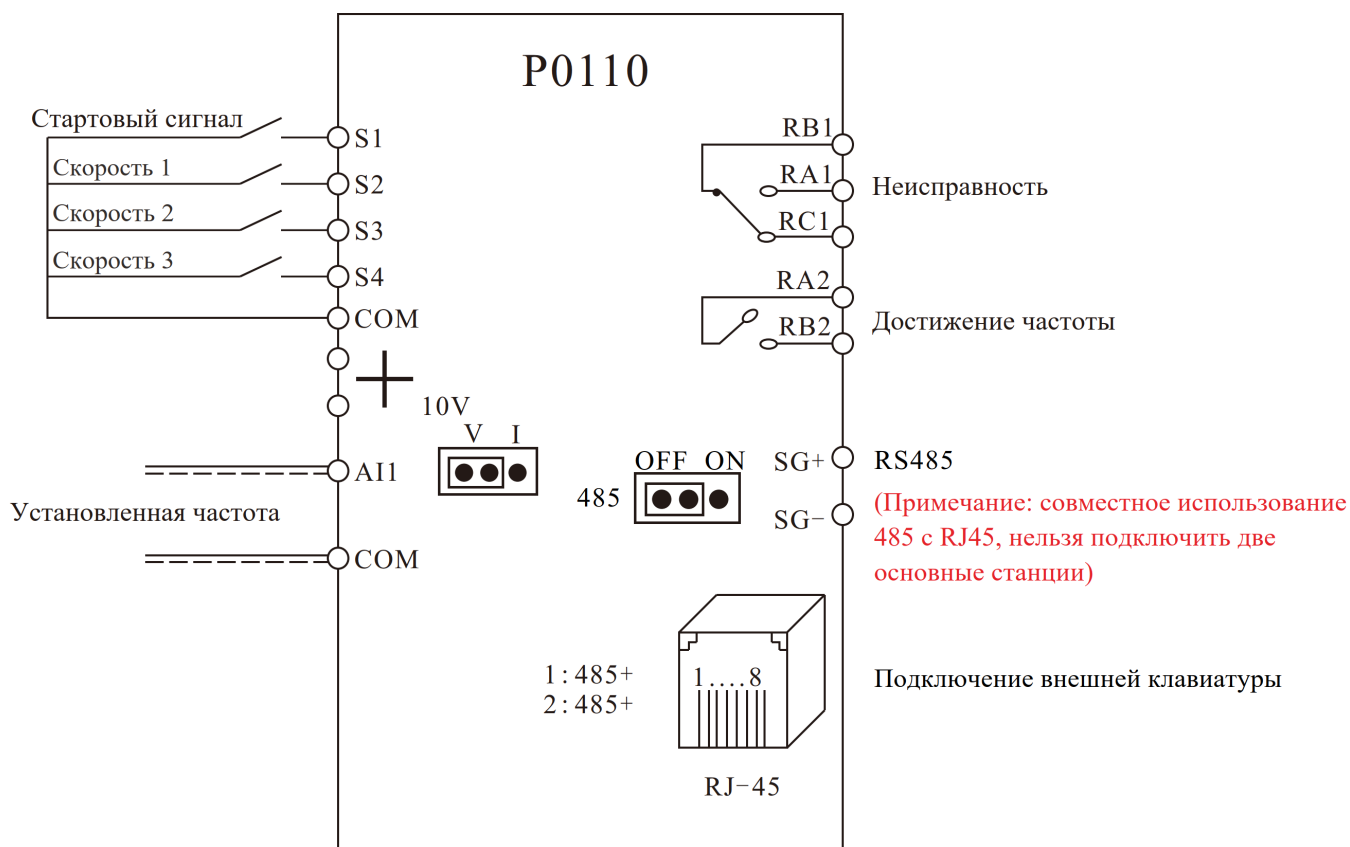 P0110
Стартовый сигнал
S1
Скорость 1
S2
Скорость 2
S3
Скорость 3
S4
COM
10V
V I
AI1
Установленная частота
COM
RB1
RA1
Неисправность
RC1
RA2
RB2
Достижение частоты
OFF ON
485
SG+
RS485
SG-
(Примечание: совместное использование
485 с RJ45, нельзя подключить две
основные станции)
1:485+
2:485+
1....8
Подключение внешней клавиатуры
RJ-45